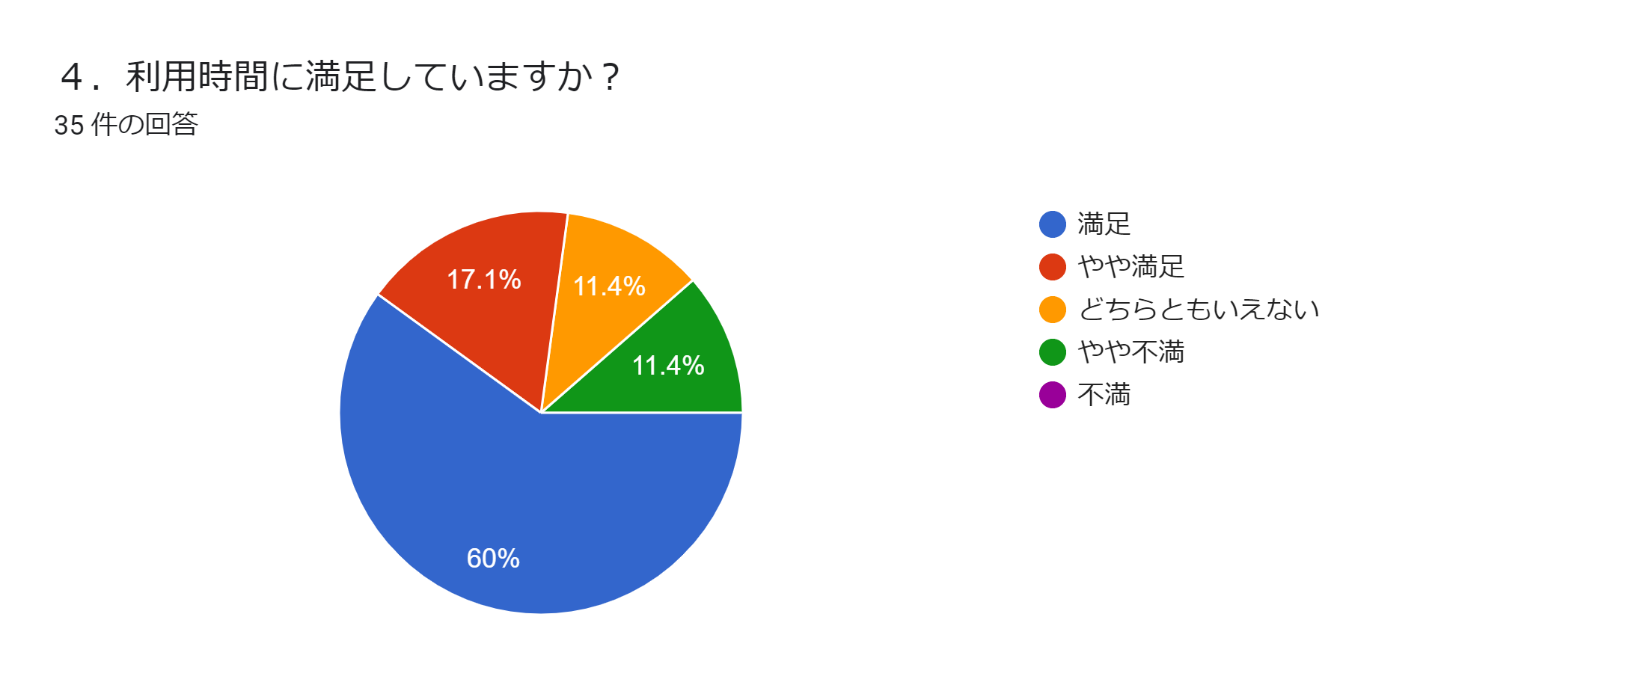 ４．利用時間に満足していますか？
35 件の回答
17.1%
11.4%
11.4%
60%
満足
やや満足
どちらともいえない
やや不満
不満